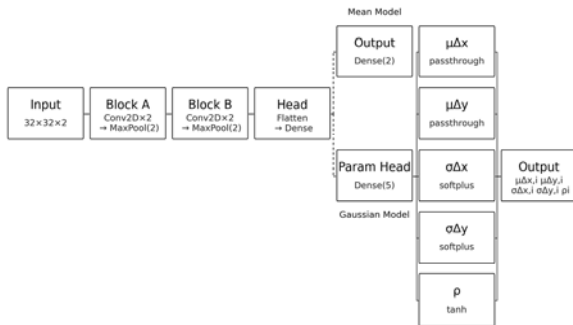 Mean Model
Input
32×32×2
Block A
Conv2D×2
→ MaxPool(2)
Block B
Conv2D×2
→ MaxPool(2)
Head
Flatten
→ Dense
Output
Dense(2)
Param Head
Dense(5)
Gaussian Model
μΔx
passthrough
μΔy
passthrough
σΔx
softplus
σΔy
softplus
ρ
tanh
Output
μΔx,i μΔy,i
σΔx,i σΔy,i ρi